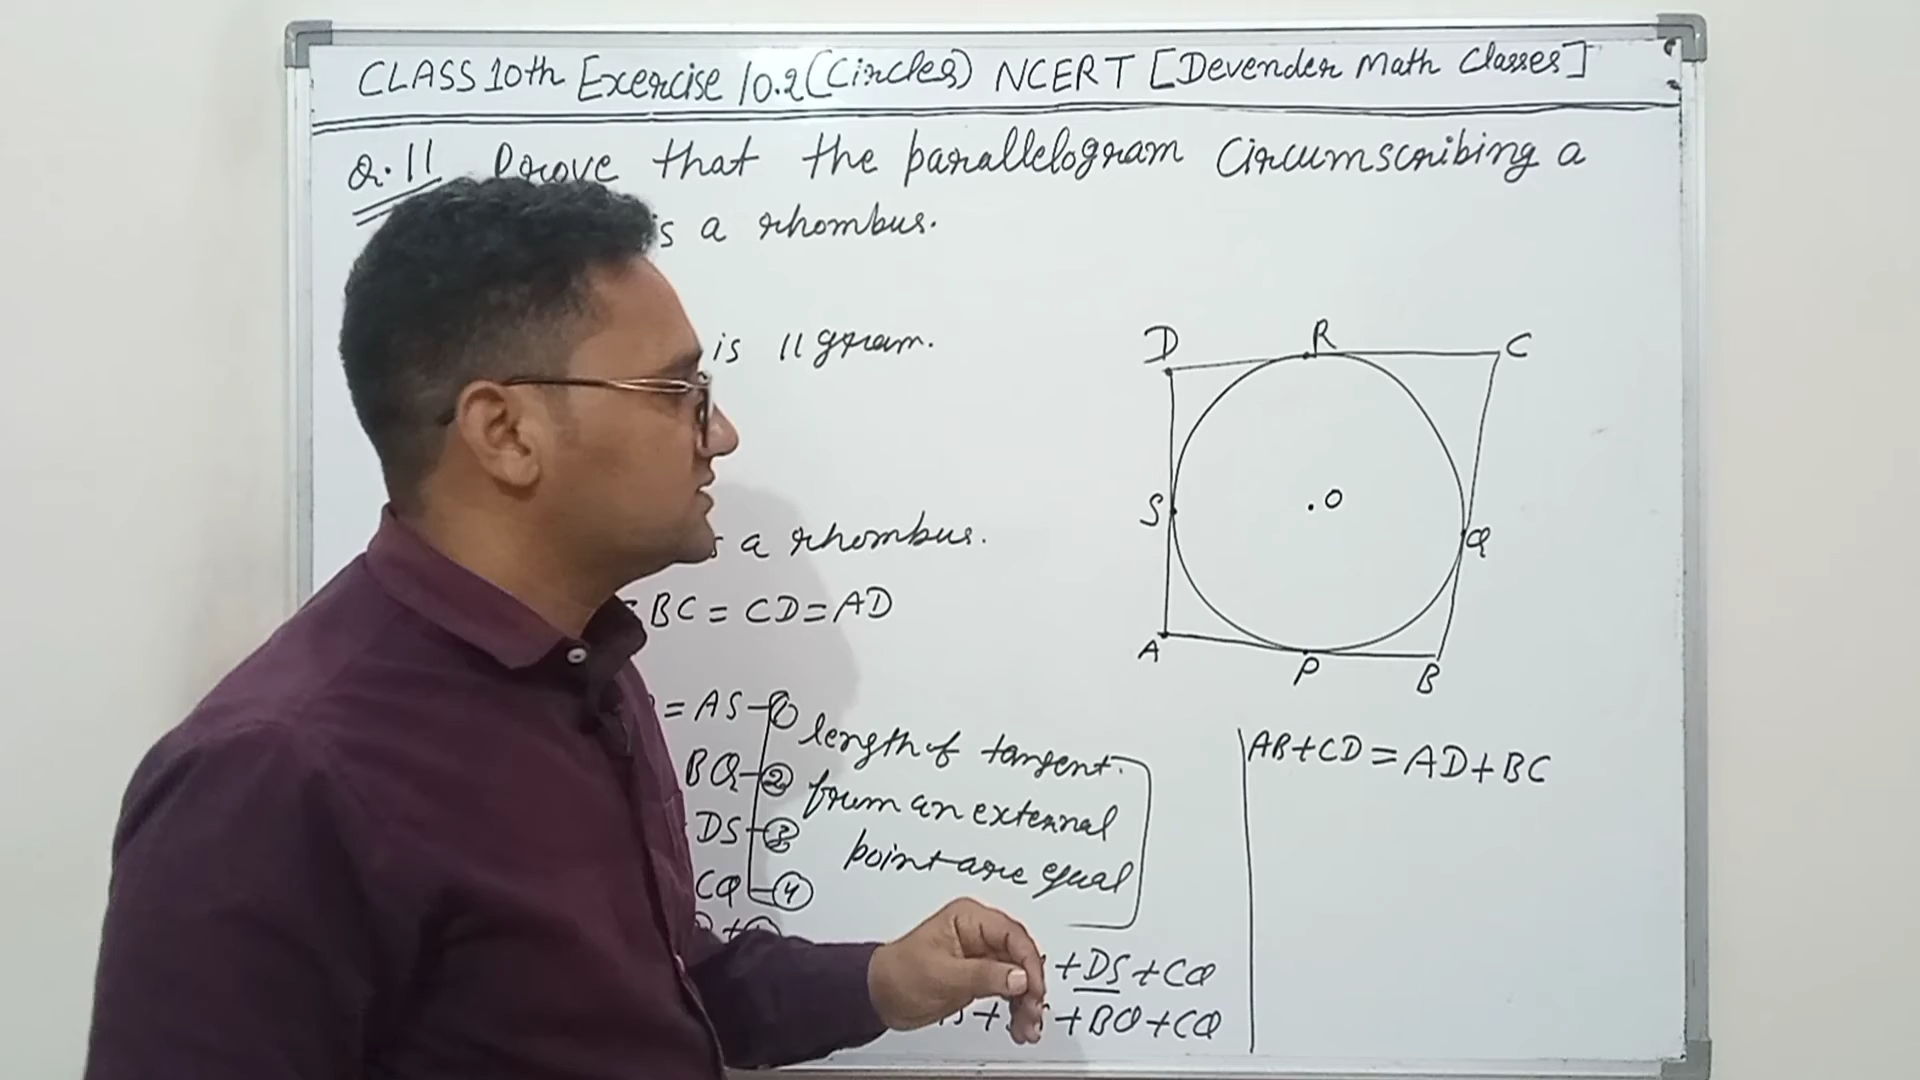 CLASS 10th Exercise 10.2 (Circles) NCERT [Devender Math Classes]
Q.11 Prove that the parallelogram Circumscribing a
is a rhombus.
is 11gram.
a rhombus.
BC = CD = AD
= AS - ①
BQ - ②
DS - ③
CQ - ④
length of tangent
from an external
point are equal
+ DS + CQ
+ BQ + CQ
D R C
S .O Q
A P B
AB + CD = AD + BC